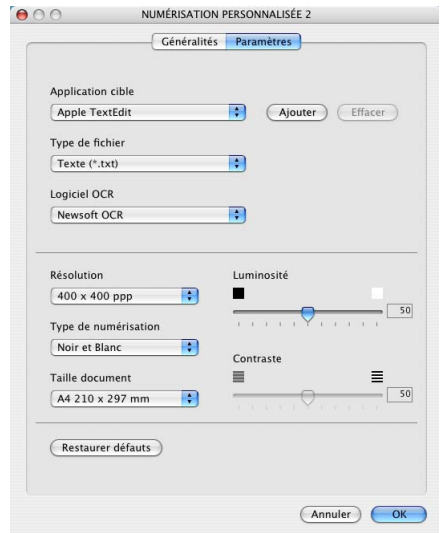 NUMÉRISATION PERSONNALISÉE 2
Généralités Paramètres
Application cible
Apple TextEdit Ajouter Effacer
Type de fichier
Texte (*.txt)
Logiciel OCR
Newsoft OCR
Résolution Luminosité
400 x 400 ppp 50
Type de numérisation
Noir et Blanc
Contraste
Taille document
A4 210 x 297 mm 50
Restaurer défauts
Annuler OK